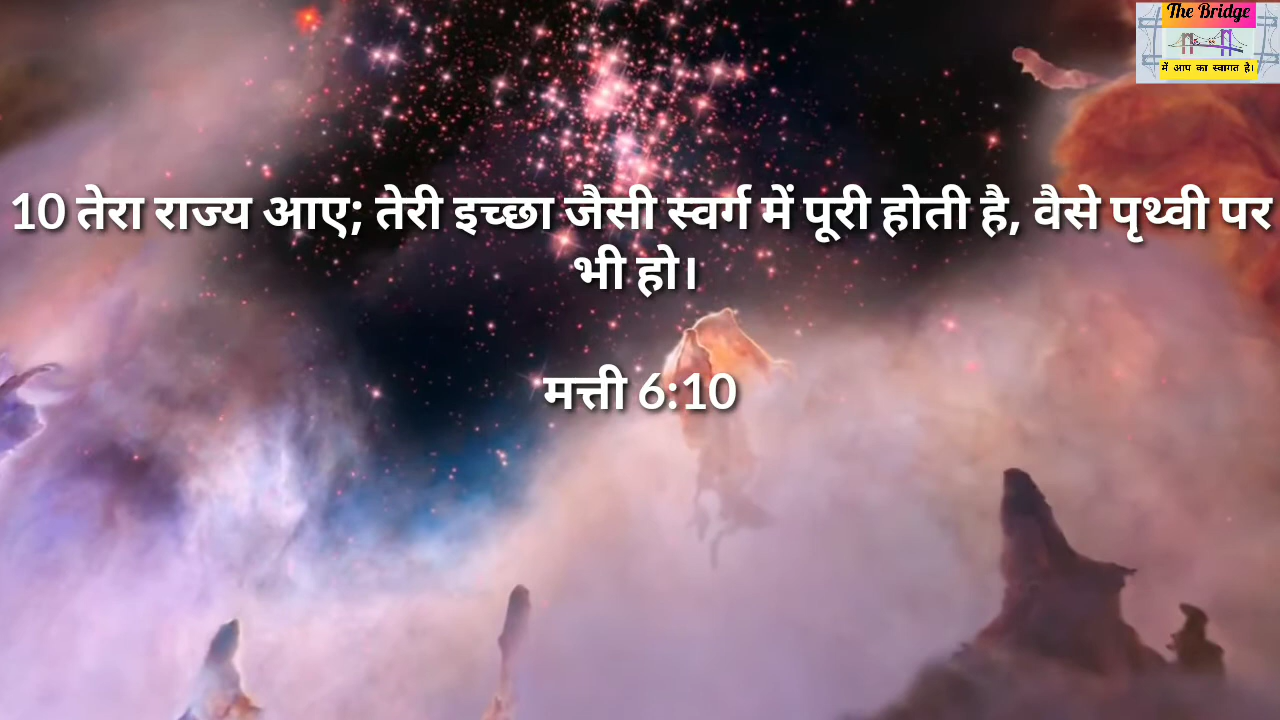 The Bridge
में आप का स्वागत है।
10 तेरा राज्य आए; तेरी इच्छा जैसी स्वर्ग में पूरी होती है, वैसे पृथ्वी पर
भी हो।
मत्ती 6:10